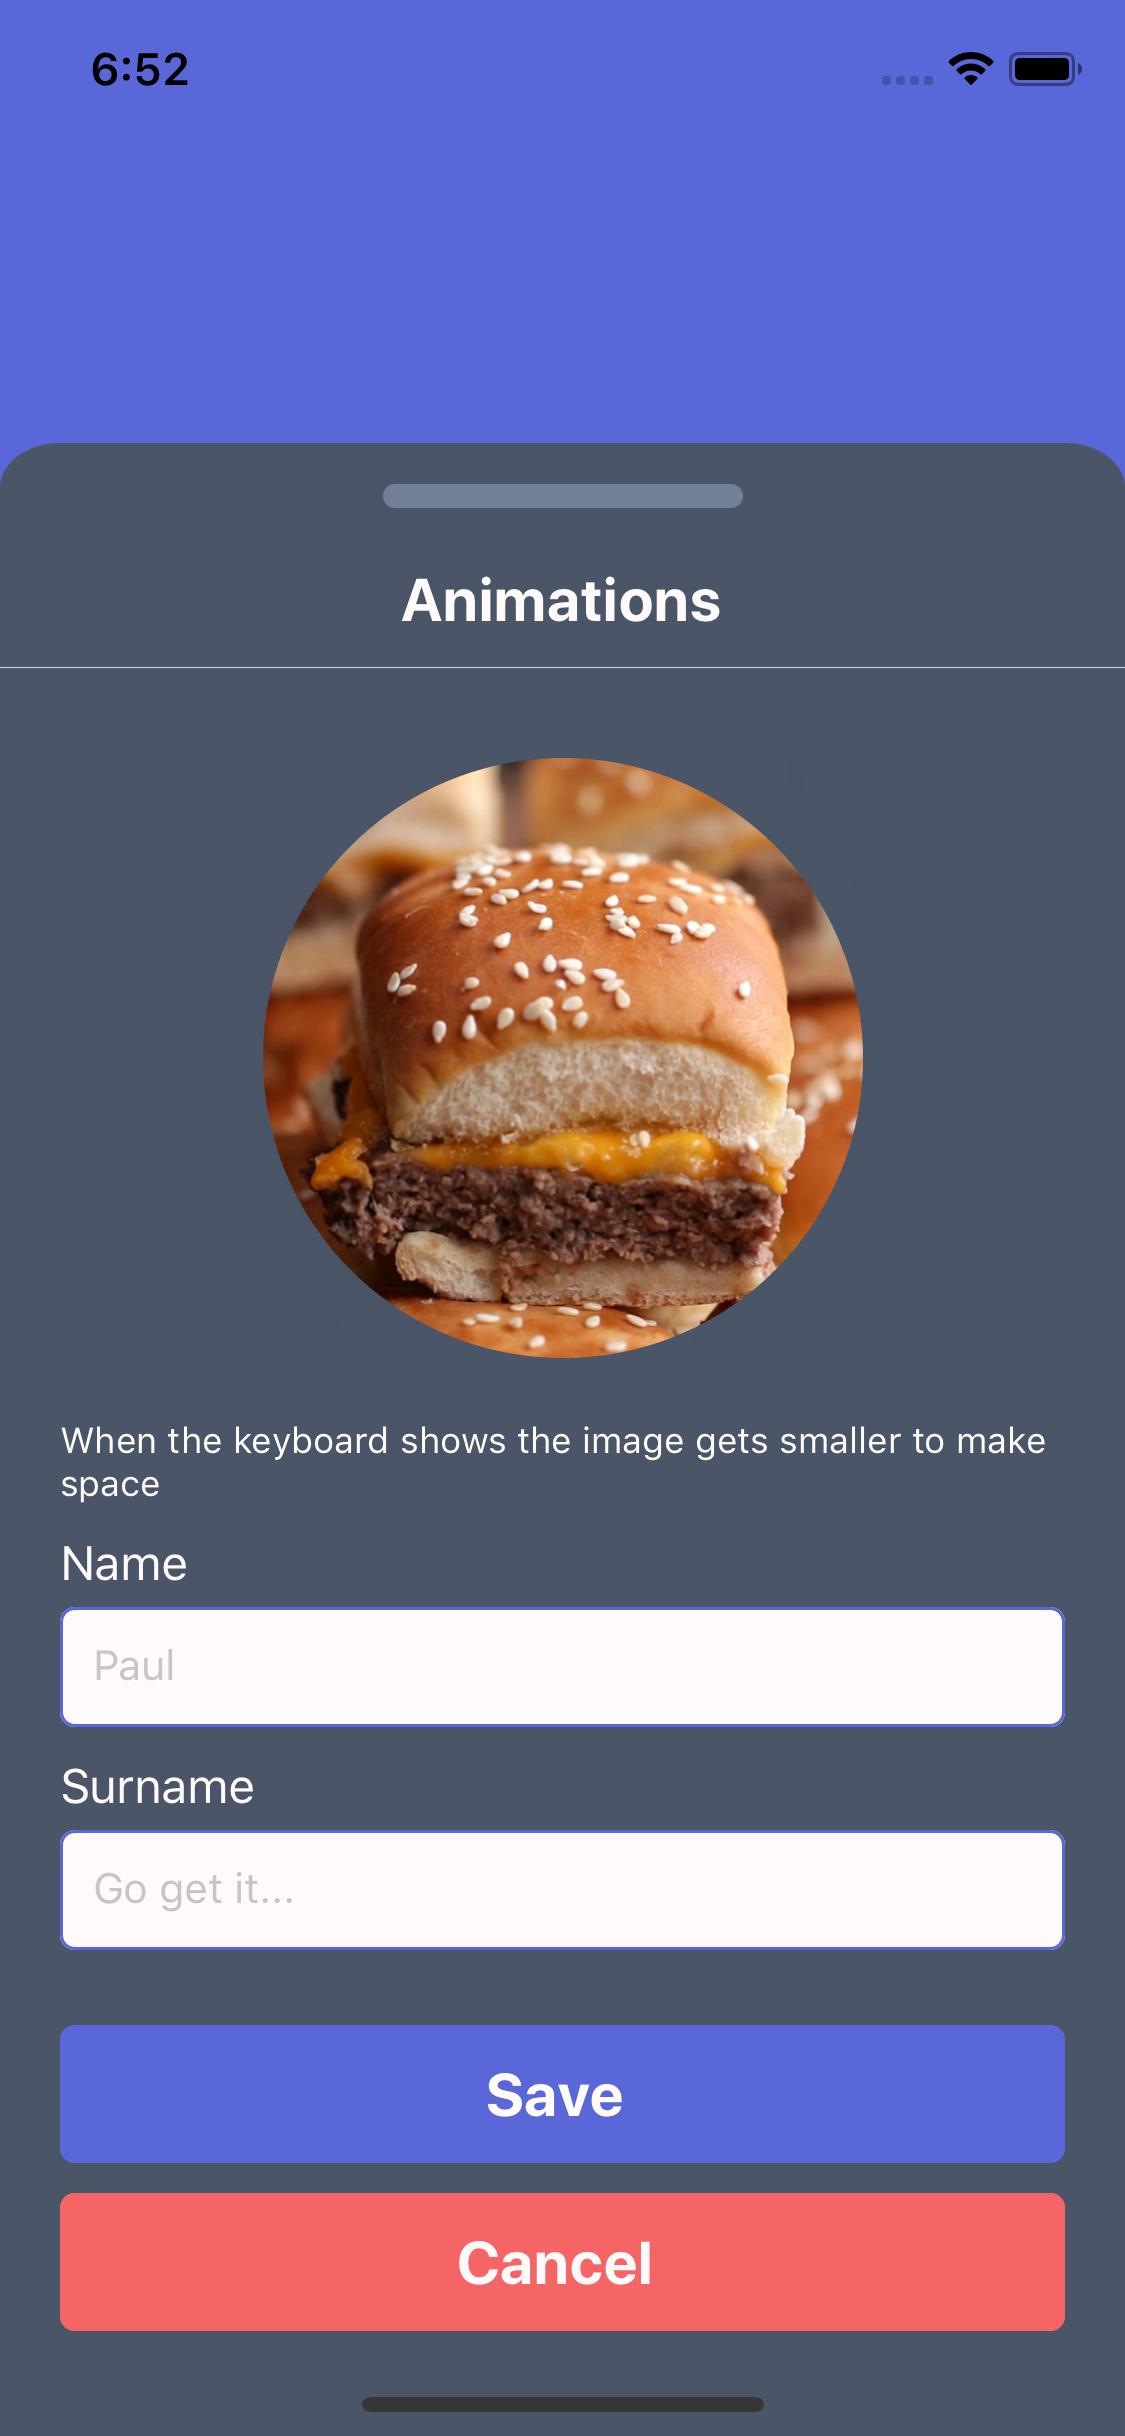 6:52
Animations
When the keyboard shows the image gets smaller to make
space
Name
Paul
Surname
Go get it...
Save
Cancel